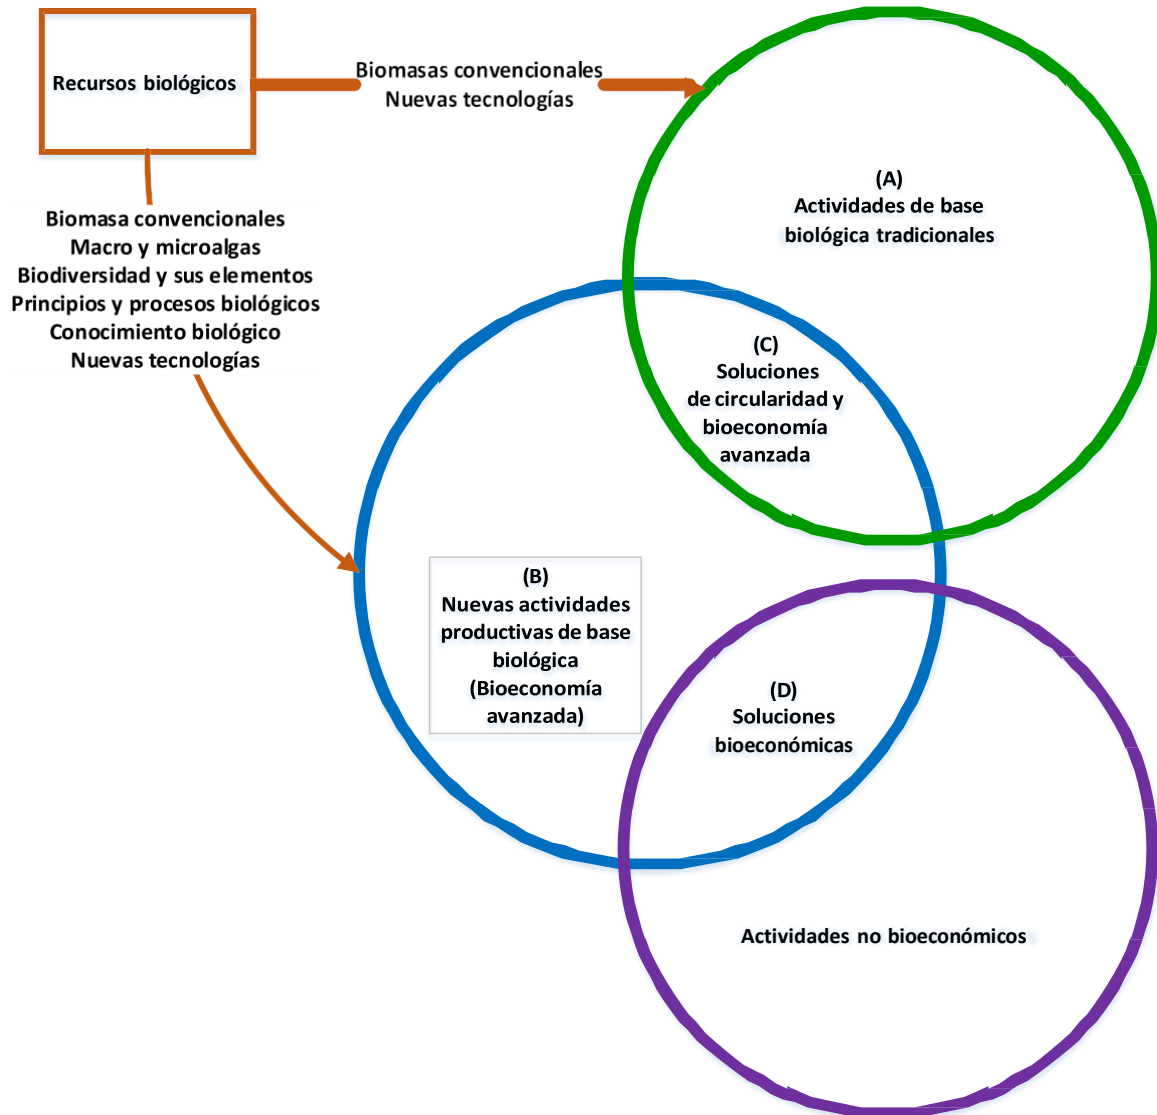 Recursos biológicos
Biomasas convencionales
Nuevas tecnologías
(A)
Actividades de base
biológica tradicionales
Biomasa convencionales
Macro y microalgas
Biodiversidad y sus elementos
Principios y procesos biológicos
Conocimiento biológico
Nuevas tecnologías
(C)
Soluciones
de circularidad y
bioeconomía
avanzada
(B)
Nuevas actividades
productivas de base
biológica
(Bioeconomía
avanzada)
(D)
Soluciones
bioeconómicas
Actividades no bioeconómicos